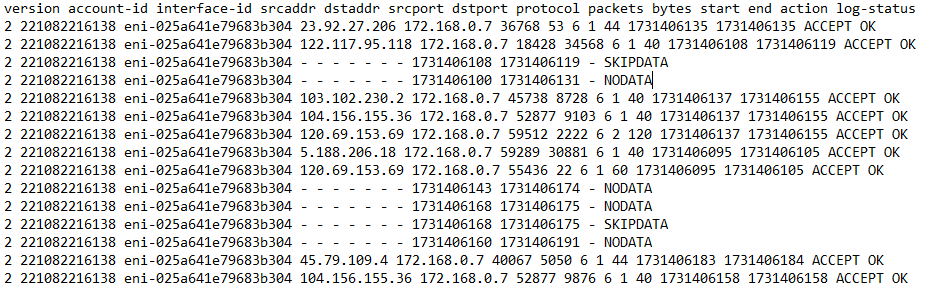 version account-id interface-id srcaddr dstaddr srcport dstport protocol packets bytes start end action log-status
2 221082216138 eni-025a641e79683b304 23.92.27.206 172.168.0.7 36768 53 6 1 44 1731406135 1731406135 ACCEPT OK
2 221082216138 eni-025a641e79683b304 122.117.95.118 172.168.0.7 18428 34568 6 1 40 1731406108 1731406119 ACCEPT OK
2 221082216138 eni-025a641e79683b304 - - - - - - - 1731406108 1731406119 - SKIPDATA
2 221082216138 eni-025a641e79683b304 - - - - - - - 1731406100 1731406131 - NODATA
2 221082216138 eni-025a641e79683b304 103.102.230.2 172.168.0.7 45738 8728 6 1 40 1731406137 1731406155 ACCEPT OK
2 221082216138 eni-025a641e79683b304 104.156.155.36 172.168.0.7 52877 9103 6 1 40 1731406137 1731406155 ACCEPT OK
2 221082216138 eni-025a641e79683b304 120.69.153.69 172.168.0.7 59512 2222 6 2 120 1731406137 1731406155 ACCEPT OK
2 221082216138 eni-025a641e79683b304 5.188.206.18 172.168.0.7 59289 30881 6 1 40 1731406095 1731406105 ACCEPT OK
2 221082216138 eni-025a641e79683b304 120.69.153.69 172.168.0.7 55436 22 6 1 60 1731406095 1731406105 ACCEPT OK
2 221082216138 eni-025a641e79683b304 - - - - - - - 1731406143 1731406174 - NODATA
2 221082216138 eni-025a641e79683b304 - - - - - - - 1731406168 1731406175 - NODATA
2 221082216138 eni-025a641e79683b304 - - - - - - - 1731406168 1731406175 - SKIPDATA
2 221082216138 eni-025a641e79683b304 - - - - - - - 1731406160 1731406191 - NODATA
2 221082216138 eni-025a641e79683b304 45.79.109.4 172.168.0.7 40067 5050 6 1 44 1731406183 1731406184 ACCEPT OK
2 221082216138 eni-025a641e79683b304 104.156.155.36 172.168.0.7 52877 9876 6 1 40 1731406158 1731406158 ACCEPT OK